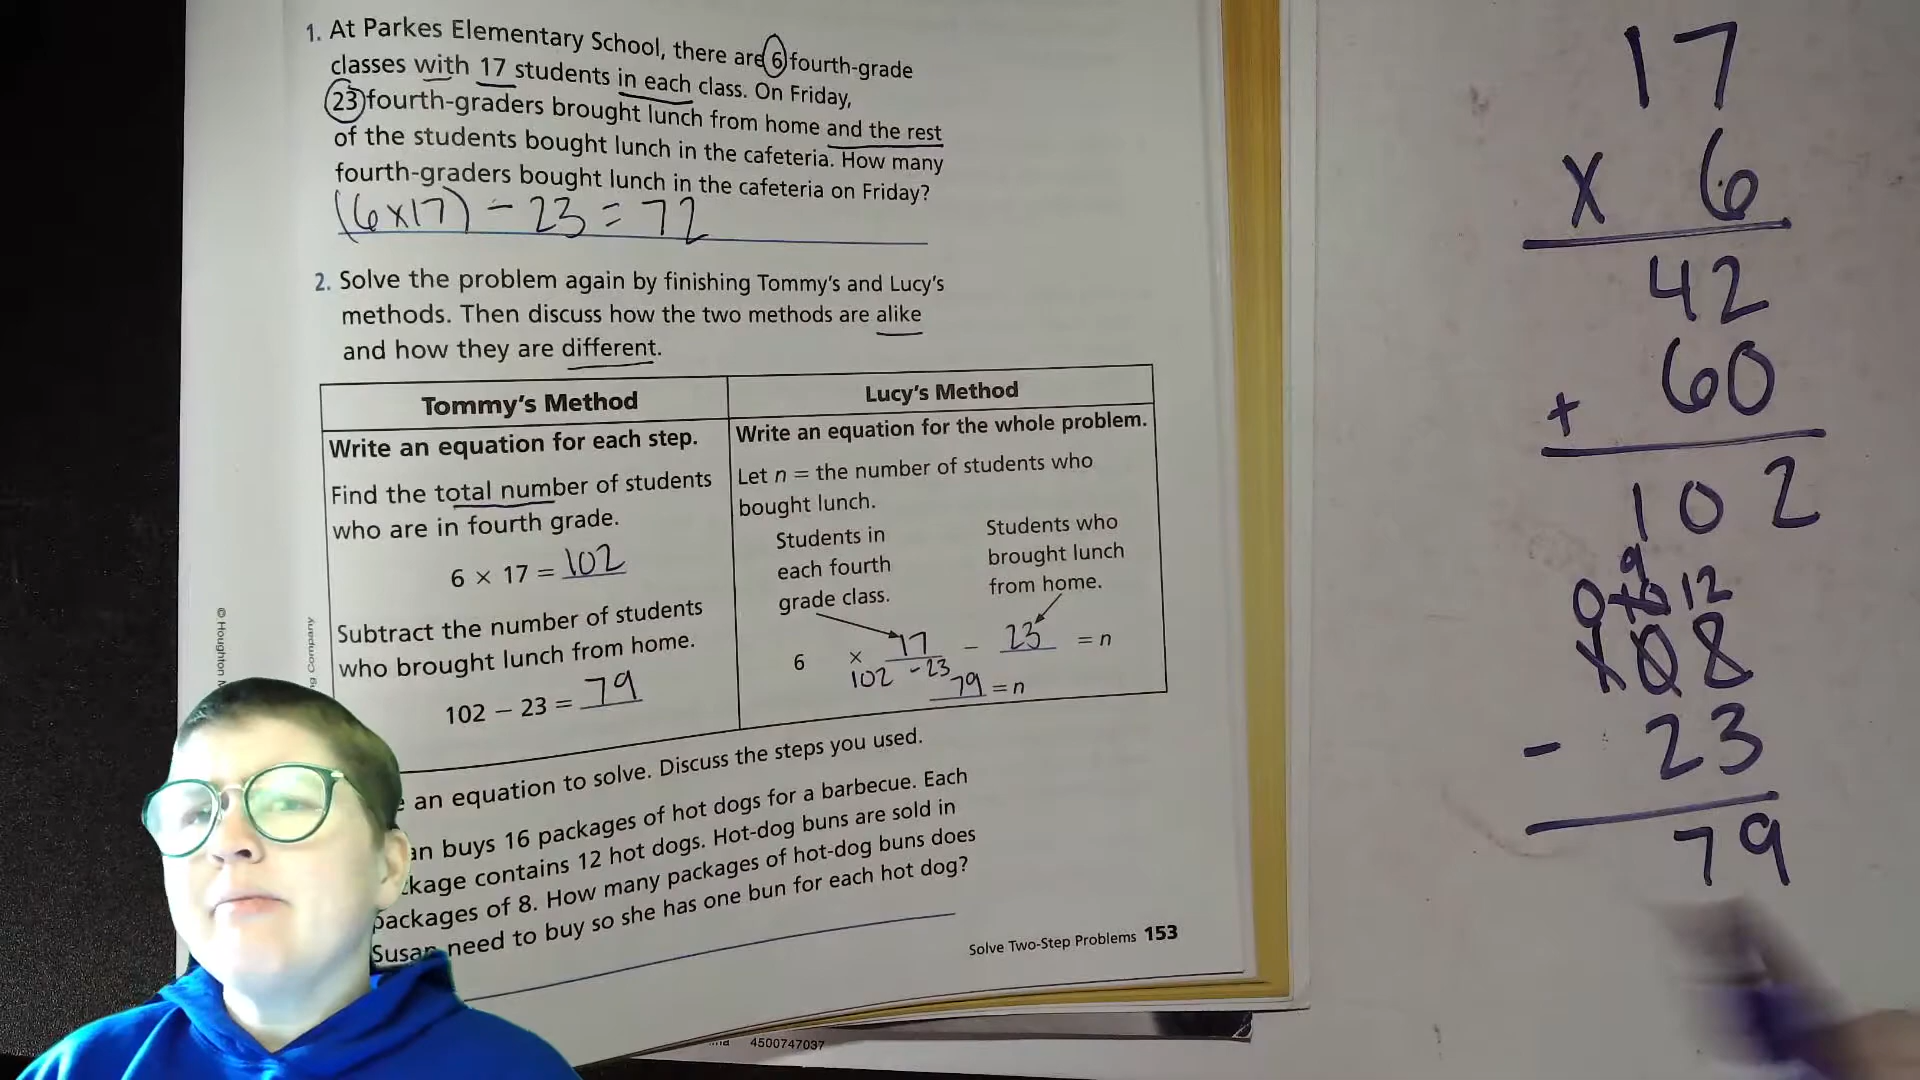 1. At Parkes Elementary School, there are 6 fourth-grade
classes with 17 students in each class. On Friday,
23 fourth-graders brought lunch from home and the rest
of the students bought lunch in the cafeteria. How many
fourth-graders bought lunch in the cafeteria on Friday?
(6x17) - 23 = 72
2. Solve the problem again by finishing Tommy's and Lucy's
methods. Then discuss how the two methods are alike
and how they are different.
Tommy's Method
Write an equation for each step.
Find the total number of students
who are in fourth grade.
6 × 17 = 102
Subtract the number of students
who brought lunch from home.
102 − 23 = 79
Lucy's Method
Write an equation for the whole problem.
Let n = the number of students who
bought lunch.
Students in
each fourth
grade class.
Students who
brought lunch
from home.
6 × 17 − 23 = n
102 -23
79 = n
an equation to solve. Discuss the steps you used.
buys 16 packages of hot dogs for a barbecue. Each
contains 12 hot dogs. Hot-dog buns are sold in
packages of 8. How many packages of hot-dog buns does
Susan need to buy so she has one bun for each hot dog?
Solve Two-Step Problems 153
© Houghton
Company
4500747037
17
x 6
42
+ 60
102
9
0 10 12
- 23
79